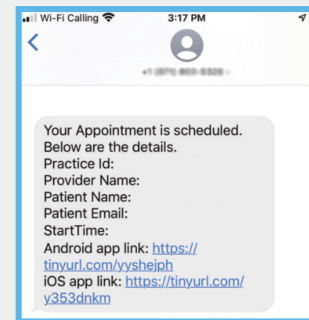 Wi-Fi Calling 3:17 PM
Your Appointment is scheduled.
Below are the details.
Practice Id:
Provider Name:
Patient Name:
Patient Email:
StartTime:
Android app link: https://
tinyurl.com/yyshejph
iOS app link: https://tinyurl.com/
y353dnkm